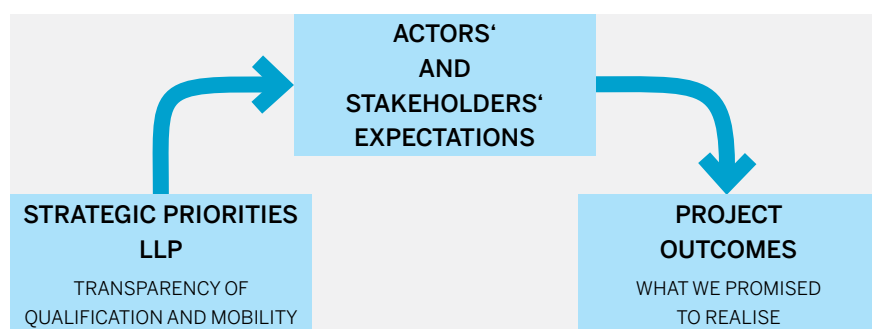 ACTORS‘
AND
STAKEHOLDERS‘
EXPECTATIONS
STRATEGIC PRIORITIES
LLP
TRANSPARENCY OF
QUALIFICATION AND MOBILITY
PROJECT
OUTCOMES
WHAT WE PROMISED
TO REALISE